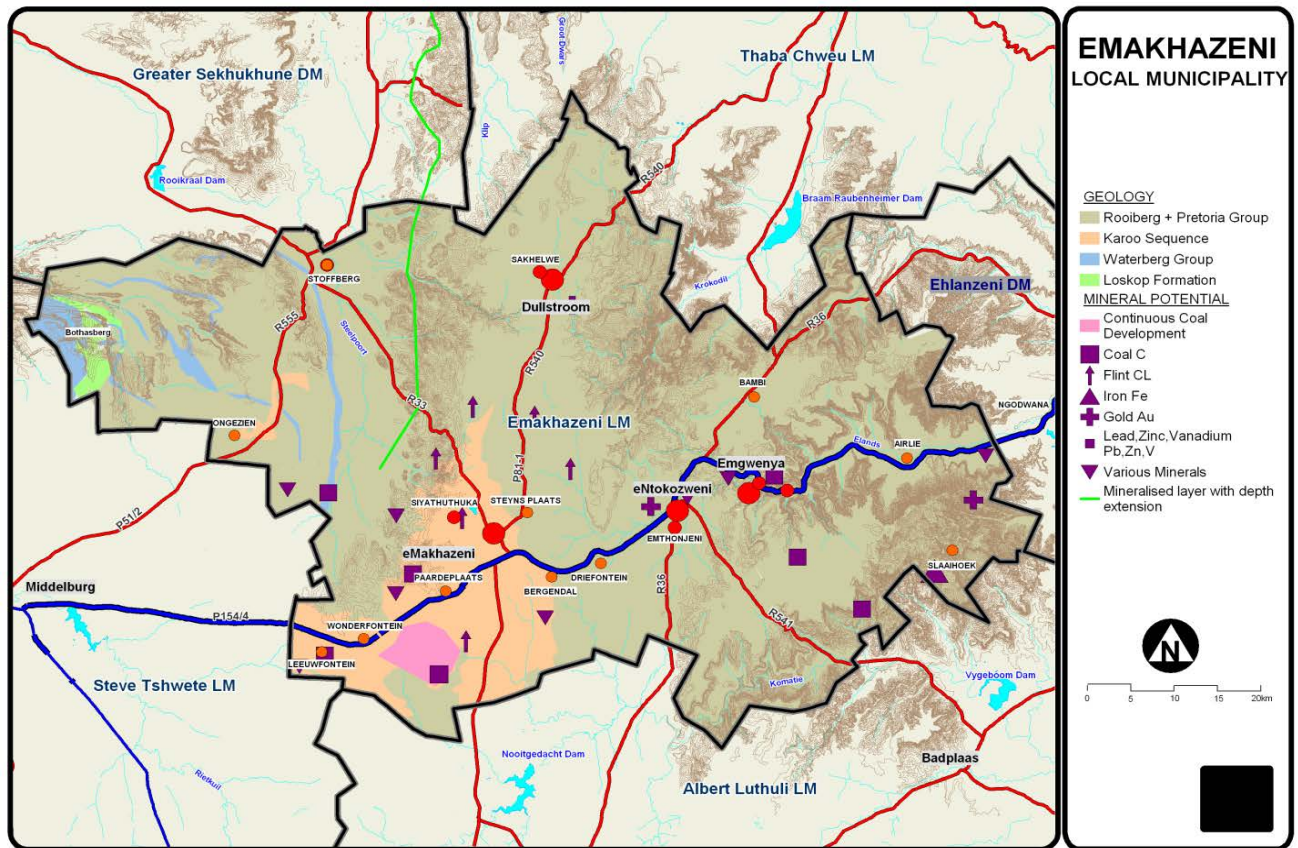 EMAKHAZENI
LOCAL MUNICIPALITY
GEOLOGY
Rooiberg + Pretoria Group
Karoo Sequence
Waterberg Group
Loskop Formation
MINERAL POTENTIAL
Continuous Coal
Development
Coal C
Flint CL
Iron Fe
Gold Au
Lead,Zinc,Vanadium
Pb,Zn,V
Various Minerals
Mineralised layer with depth
extension
N
0 5 10 15 20km
Greater Sekhukhune DM
Thaba Chweu LM
Groot Dwars
Klip
Rooikraal Dam
R540
Braam Raubenheimer Dam
STOFFBERG
SAKHELWE
Dullstroom
Krokodil
Ehlanzeni DM
Bothasberg
R555
Steelpoort
R36
R540
R33
BAMBI
NGODWANA
ONGEZIEN
Emakhazeni LM
Elands
AIRLIE
P81-1
Emgwenya
eNtokozweni
P51/2
SIYATHUTHUKA
STEYNS PLAATS
EMTHONJENI
eMakhazeni
DRIEFONTEIN
SLAAIHOEK
PAARDEPLAATS
BERGENDAL
R36
Middelburg
P154/4
R541
WONDERFONTEIN
LEEUWFONTEIN
Steve Tshwete LM
Komatie
Vygeboom Dam
Nooitgedacht Dam
Badplaas
Rietkuil
Albert Luthuli LM